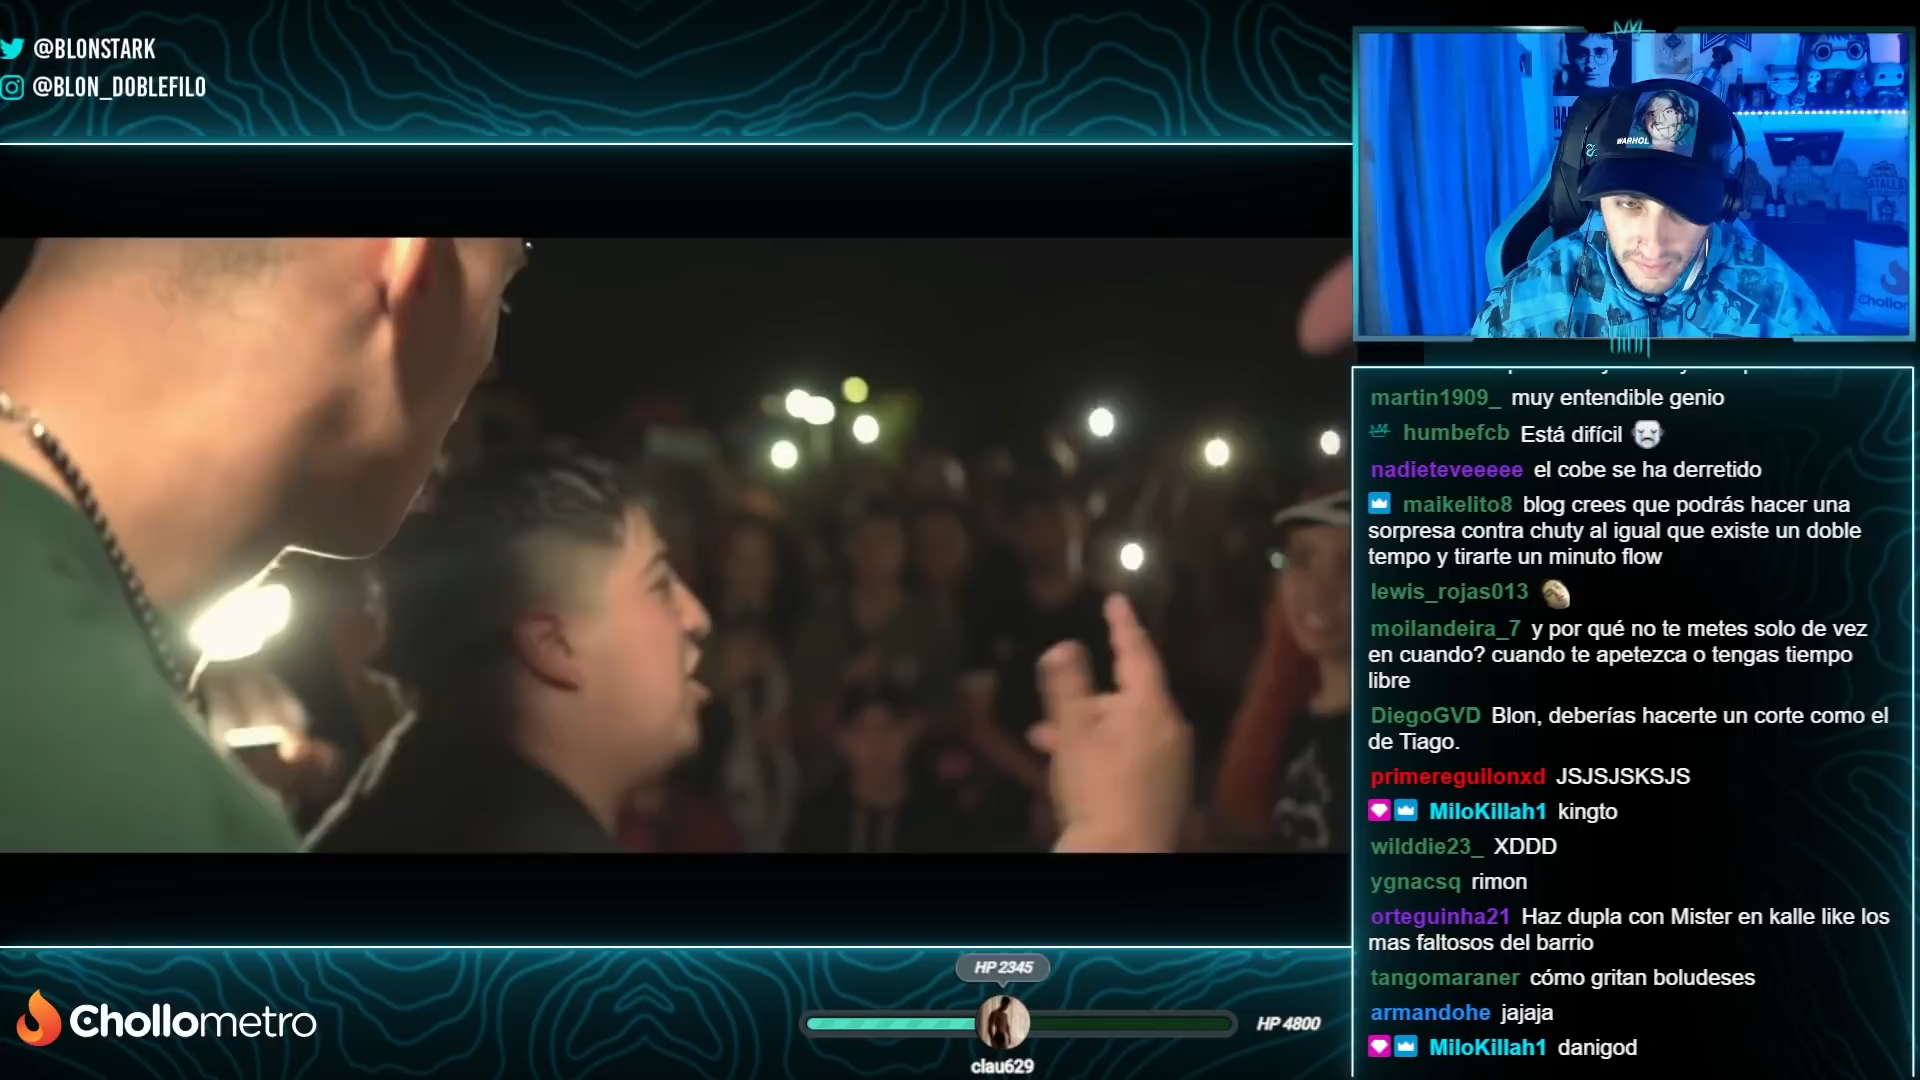 @BLONSTARK
@BLON_DOBLEFILO
WARHOL
Chollo
martin1909_ muy entendible genio
humbefcb Está difícil
nadieteveeeee el cobe se ha derretido
maikelito8 blog crees que podrás hacer una
sorpresa contra chuty al igual que existe un doble
tempo y tirarte un minuto flow
lewis_rojas013
moilandeira_7 y por qué no te metes solo de vez
en cuando? cuando te apetezca o tengas tiempo
libre
DiegoGVD Blon, deberías hacerte un corte como el
de Tiago.
primereguilonxd JSJSJSKSJS
MiloKillah1 kingto
wilddie23_ XDDD
ygnacsq rimon
orteguinha21 Haz dupla con Mister en kalle like los
mas faltosos del barrio
tangomaraner cómo gritan boludeses
armandohe jajaja
MiloKillah1 danigod
HP 2345
Chollometro
HP 4800
clau629